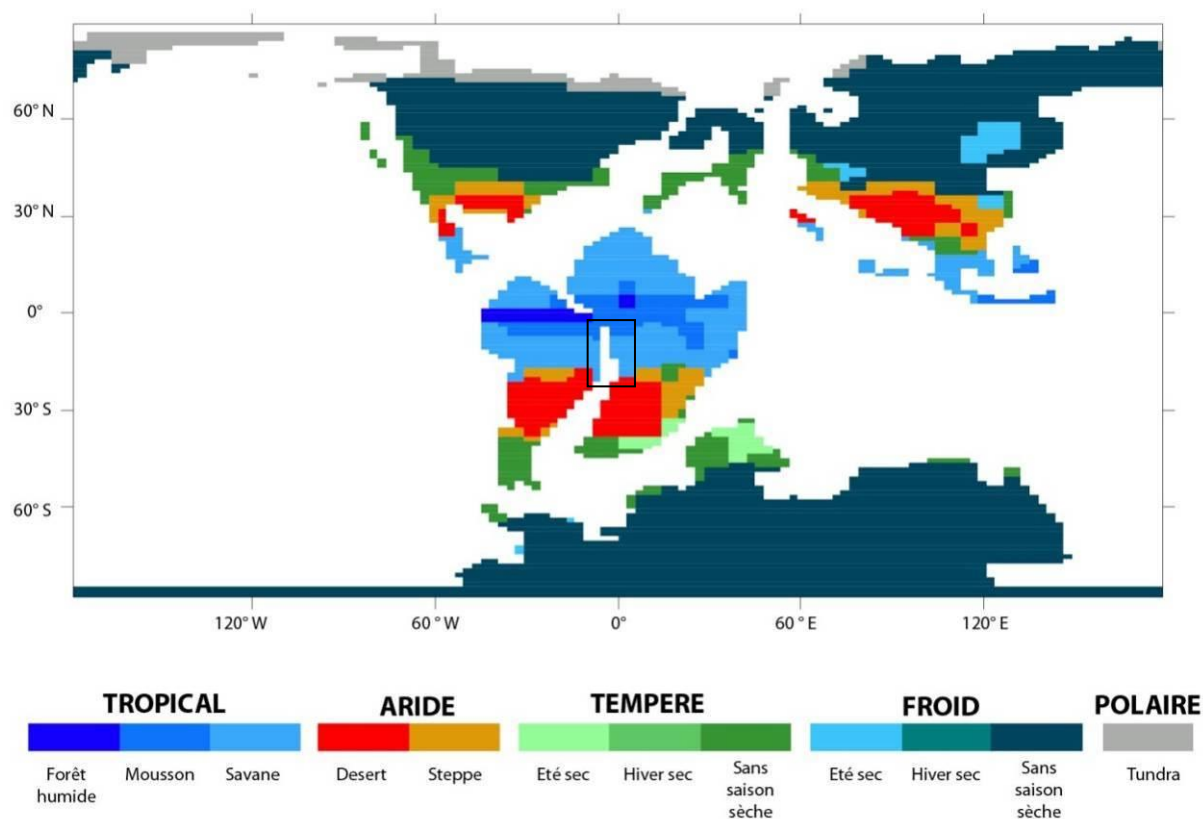 60° N
30° N
0°
30° S
60° S
120° W
60 ° W
0°
60 ° E
120° E
TROPICAL
ARIDE
TEMPERE
FROID
POLAIRE
Forêt humide
Mousson
Savane
Desert
Steppe
Eté sec
Hiver sec
Sans saison sèche
Eté sec
Hiver sec
Sans saison sèche
Tundra